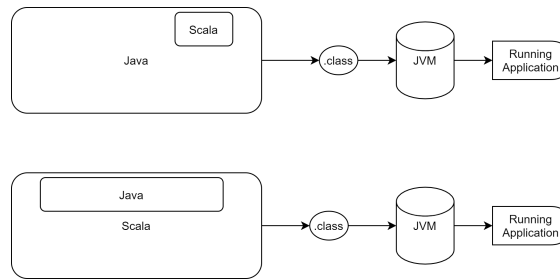 Scala
Java
.class
JVM
Running
Application
Java
Scala
.class
JVM
Running
Application